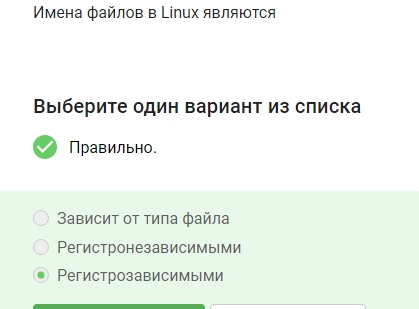 Имена файлов в Linux являются
Выберите один вариант из списка
Правильно.
Зависит от типа файла
Регистронезависимыми
Регистрозависимыми